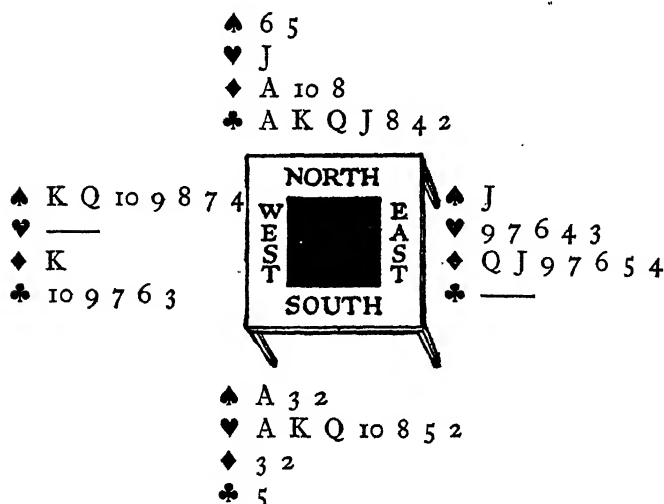 ♠ 6 5
♥ J
♦ A 10 8
♣ A K Q J 8 4 2
NORTH
♠ K Q 10 9 8 7 4
♥ —
♦ K
♣ 10 9 7 6 3
WEST
EAST
♠ J
♥ 9 7 6 4 3
♦ Q J 9 7 6 5 4
♣ —
SOUTH
♠ A 3 2
♥ A K Q 10 8 5 2
♦ 3 2
♣ 5